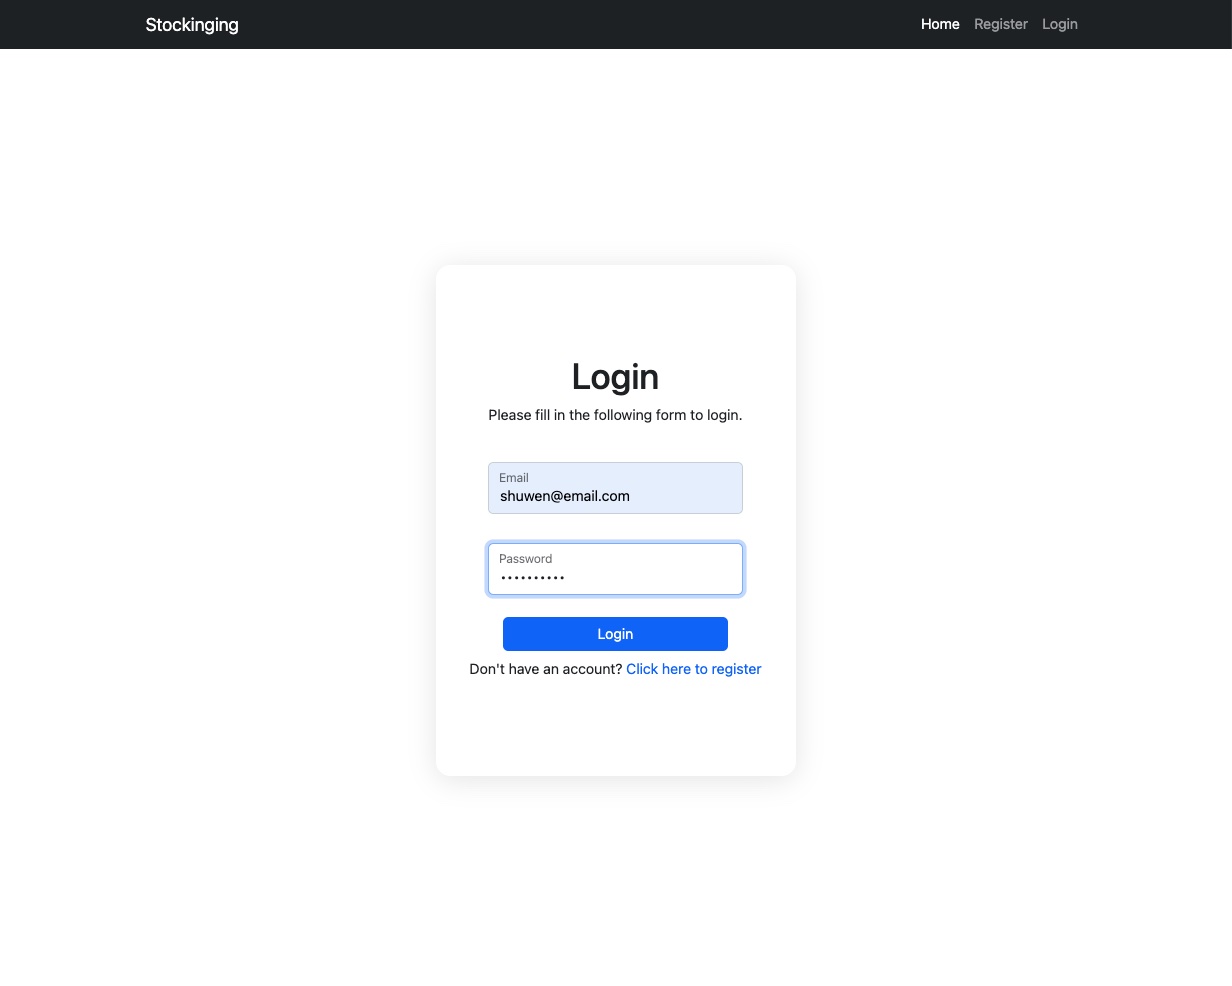 Stockinging
Home Register Login
Login
Please fill in the following form to login.
Email
shuwen@email.com
Password
••••••••••
Login
Don't have an account? Click here to register